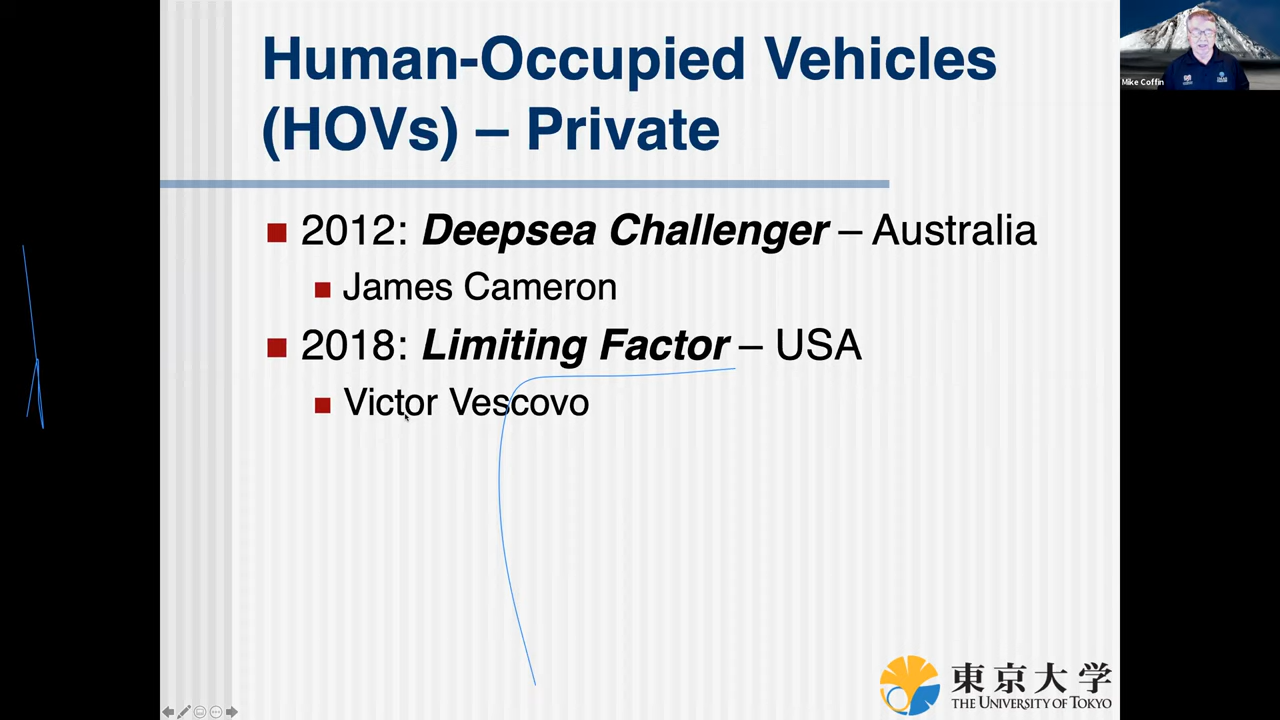 Human-Occupied Vehicles
(HOVs) – Private
Mike Coffin
2012: Deepsea Challenger – Australia
James Cameron
2018: Limiting Factor – USA
Victor Vescovo
東京大学
THE UNIVERSITY OF TOKYO